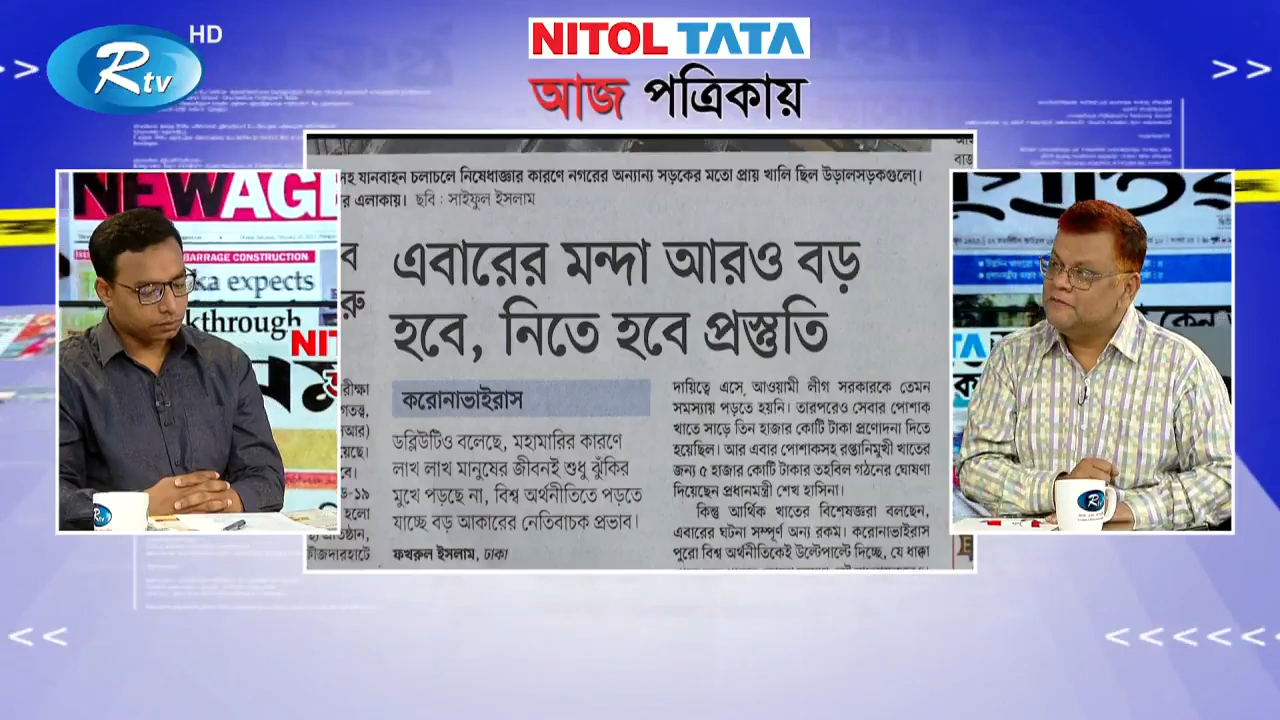 HD
Rtv
NITOL TATA
আজ পত্রিকায়
NEW AGE
BARRAGE CONSTRUCTION
ka expects
kthrough
NIT
সহ যানবাহন চলাচলে নিষেধাজ্ঞার কারণে নগরের অন্যান্য সড়কের মতো প্রায় খালি ছিল উড়ালসড়কগুলো।
র এলাকায়। ছবি : সাইফুল ইসলাম
এবারের মন্দা আরও বড়
হবে, নিতে হবে প্রস্তুতি
করোনাভাইরাস
ডব্লিউটিও বলেছে, মহামারির কারণে
লাখ লাখ মানুষের জীবনই শুধু ঝুঁকির
মুখে পড়ছে না, বিশ্ব অর্থনীতিতে পড়তে
যাচ্ছে বড় আকারের নেতিবাচক প্রভাব।
ফখরুল ইসলাম, ঢাকা
দায়িত্বে এসে, আওয়ামী লীগ সরকারকে তেমন
সমস্যায় পড়তে হয়নি। তারপরেও সেবার পোশাক
খাতে সাড়ে তিন হাজার কোটি টাকা প্রণোদনা দিতে
হয়েছিল। আর এবার পোশাকসহ রপ্তানিমুখী খাতের
জন্য ৫ হাজার কোটি টাকার তহবিল গঠনের ঘোষণা
দিয়েছেন প্রধানমন্ত্রী শেখ হাসিনা।
কিন্তু আর্থিক খাতের বিশেষজ্ঞরা বলছেন,
এবারের ঘটনা সম্পূর্ণ অন্য রকম। করোনাভাইরাস
পুরো বিশ্ব অর্থনীতিকেই উল্টেপাল্টে দিচ্ছে, যে ধাক্কা
TATA
Rtv
Rtv